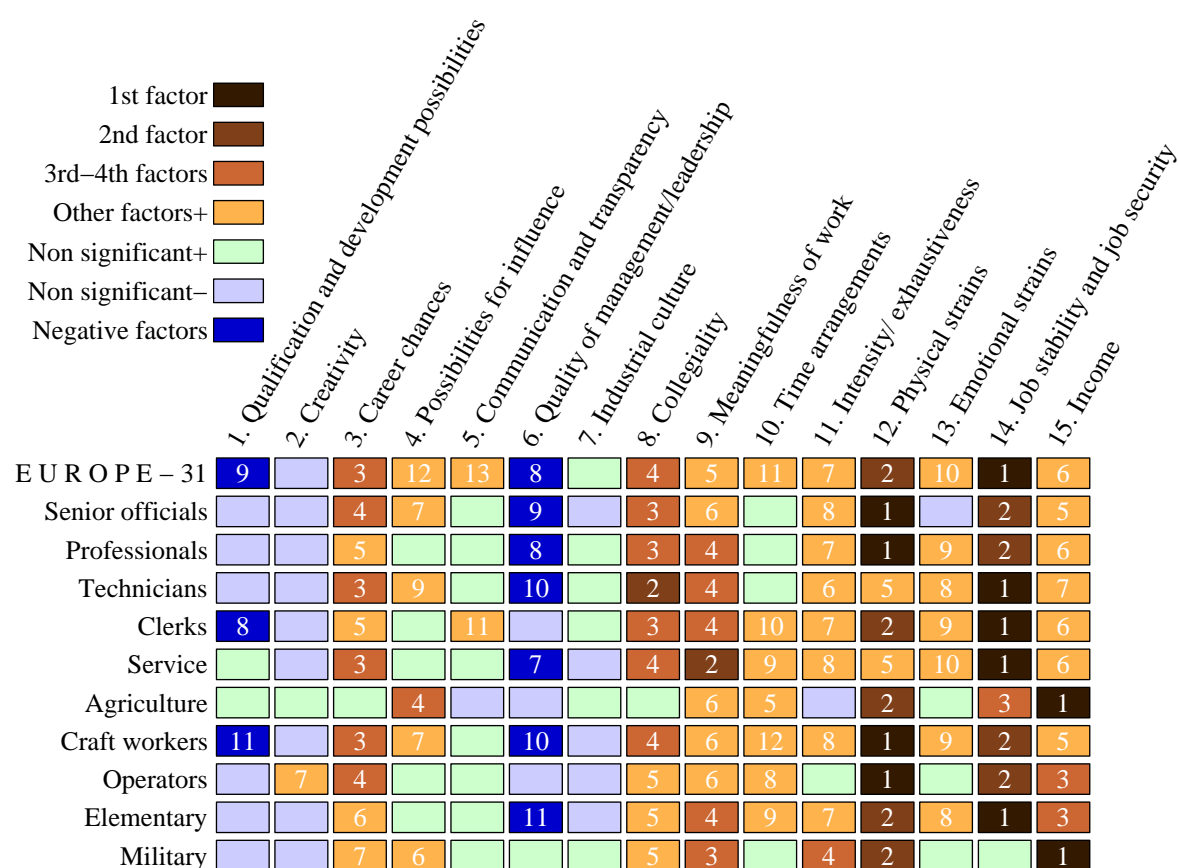 1st factor
2nd factor
3rd−4th factors
Other factors+
Non significant+
Non significant−
Negative factors
1. Qualification and development possibilities
2. Creativity
3. Career chances
4. Possibilities for influence
5. Communication and transparency
6. Quality of management/leadership
7. Industrial culture
8. Collegiality
9. Meaningfulness of work
10. Time arrangements
11. Intensity/ exhaustiveness
12. Physical strains
13. Emotional strains
14. Job stability and job security
15. Income
E U R O P E – 31 9 3 12 13 8 4 5 11 7 2 10 1 6
Senior officials 4 7 9 3 6 8 1 2 5
Professionals 5 8 3 4 7 1 9 2 6
Technicians 3 9 10 2 4 6 5 8 1 7
Clerks 8 5 11 3 4 10 7 2 9 1 6
Service 3 7 4 2 9 8 5 10 1 6
Agriculture 4 6 5 2 3 1
Craft workers 11 3 7 10 4 6 12 8 1 9 2 5
Operators 7 4 5 6 8 1 2 3
Elementary 6 11 5 4 9 7 2 8 1 3
Military 7 6 5 3 4 2 1